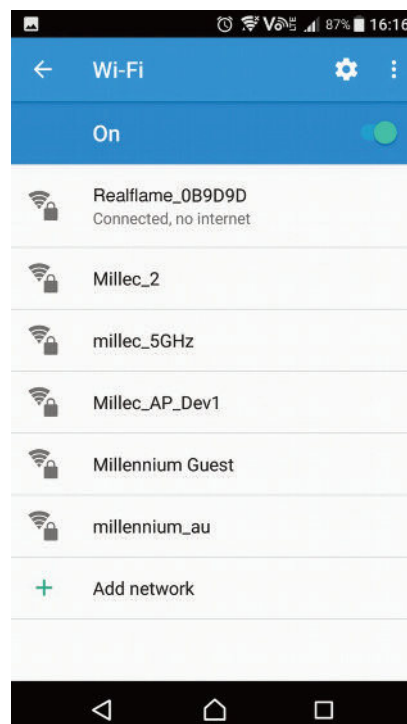 87% 16:16
Wi-Fi
On
Realflame_0B9D9D
Connected, no internet
Millec_2
millec_5GHz
Millec_AP_Dev1
Millennium Guest
millennium_au
Add network